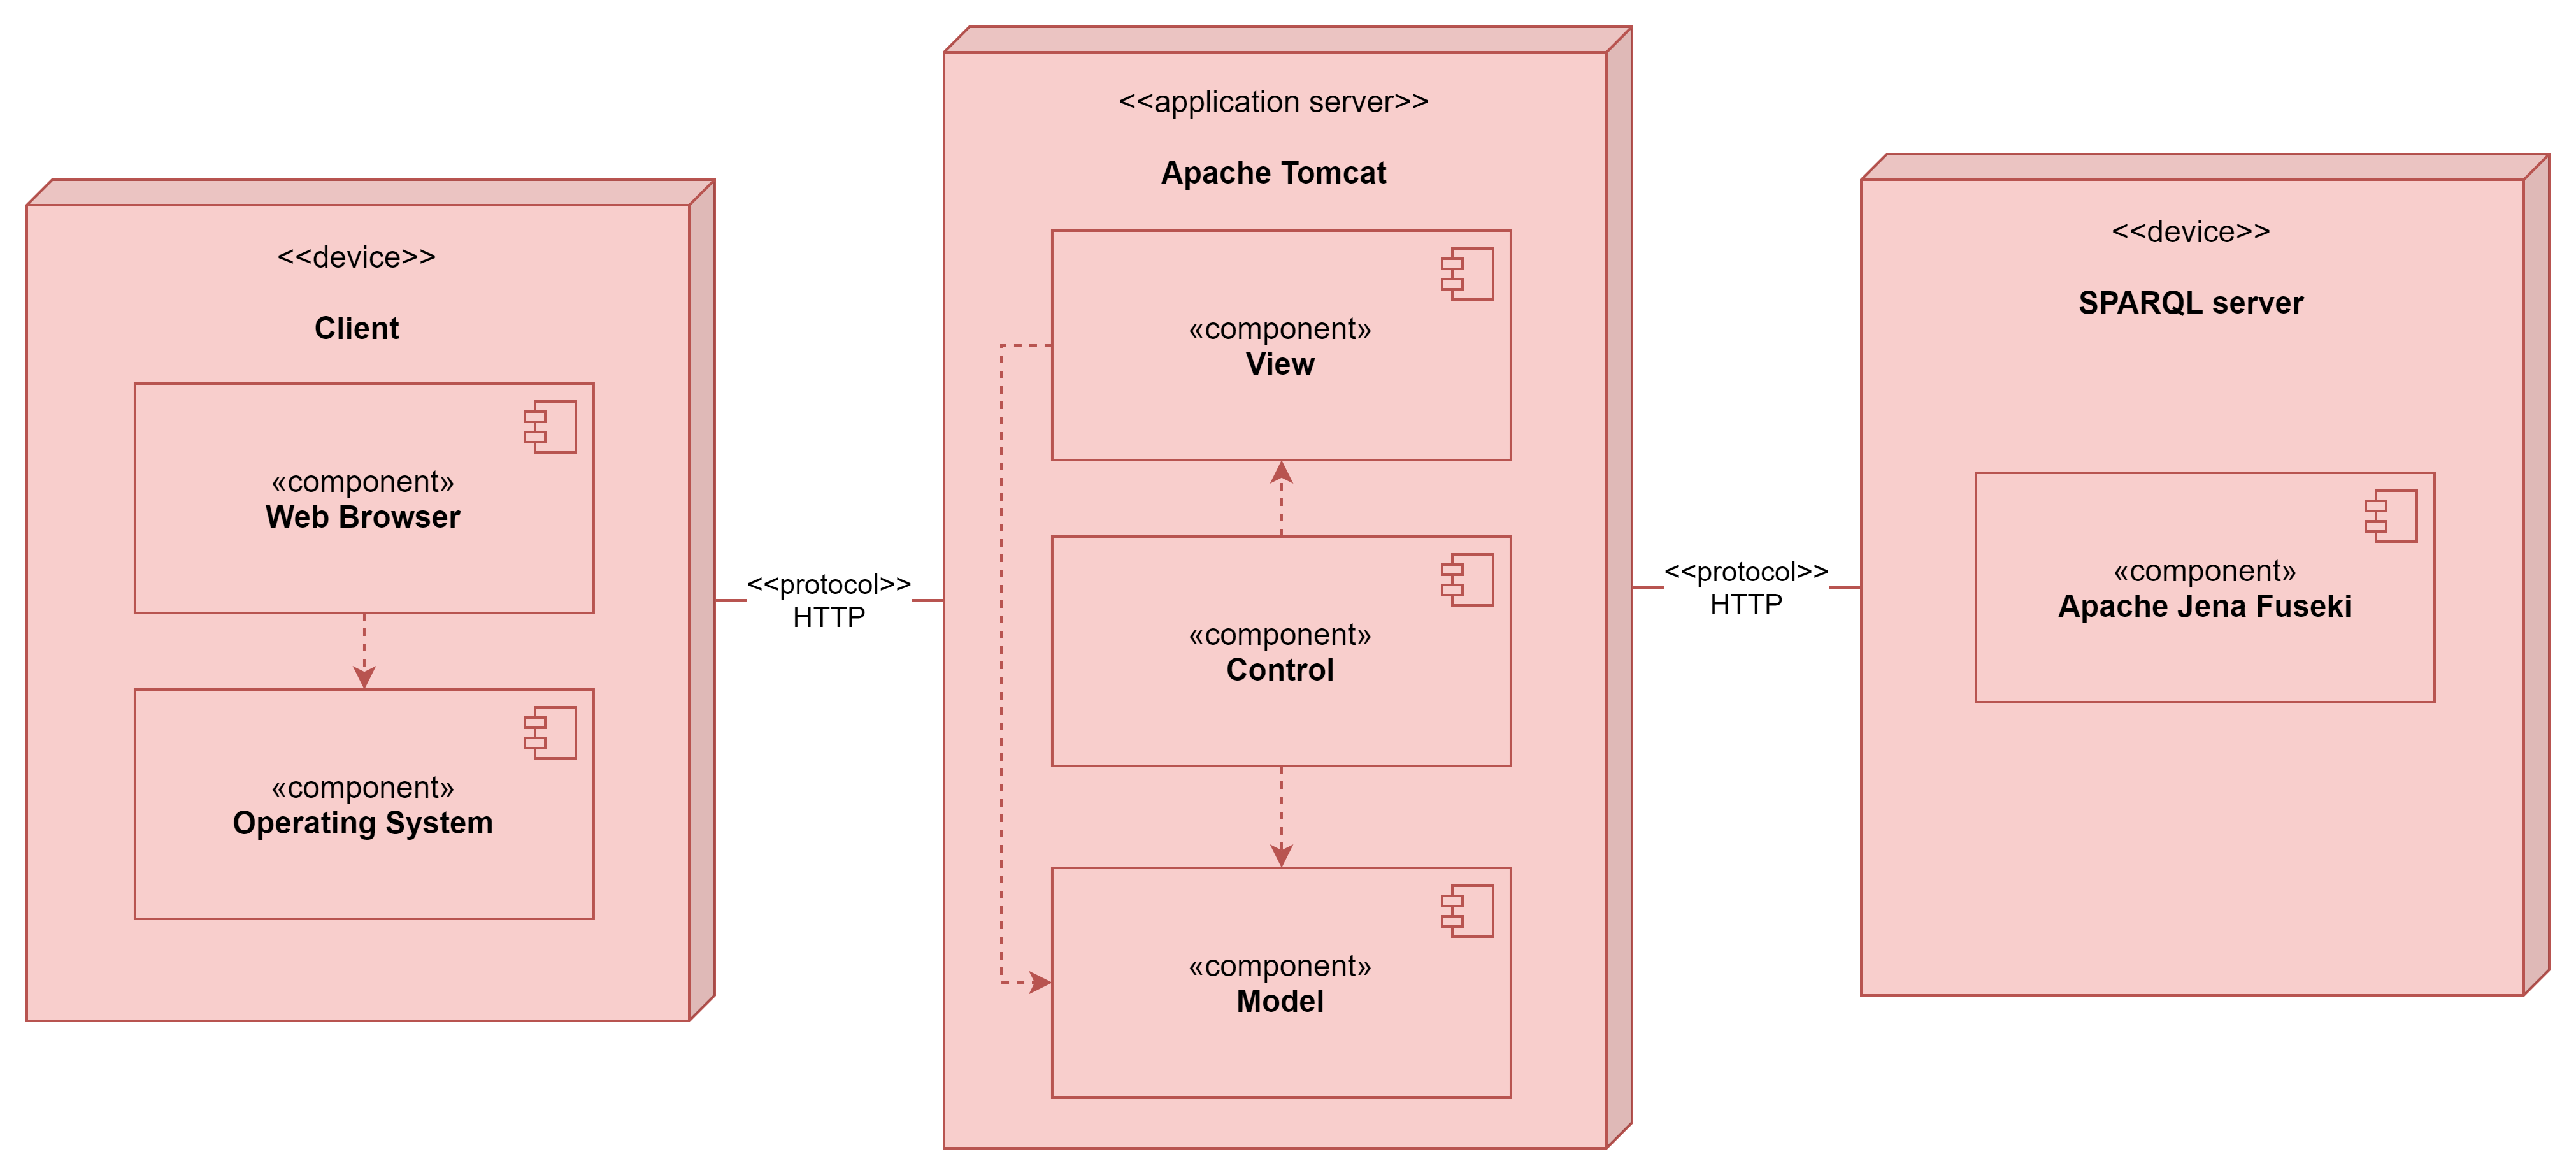 <<device>>
Client
«component»
Web Browser
«component»
Operating System
<<protocol>>
HTTP
<<application server>>
Apache Tomcat
«component»
View
«component»
Control
«component»
Model
<<protocol>>
HTTP
<<device>>
SPARQL server
«component»
Apache Jena Fuseki